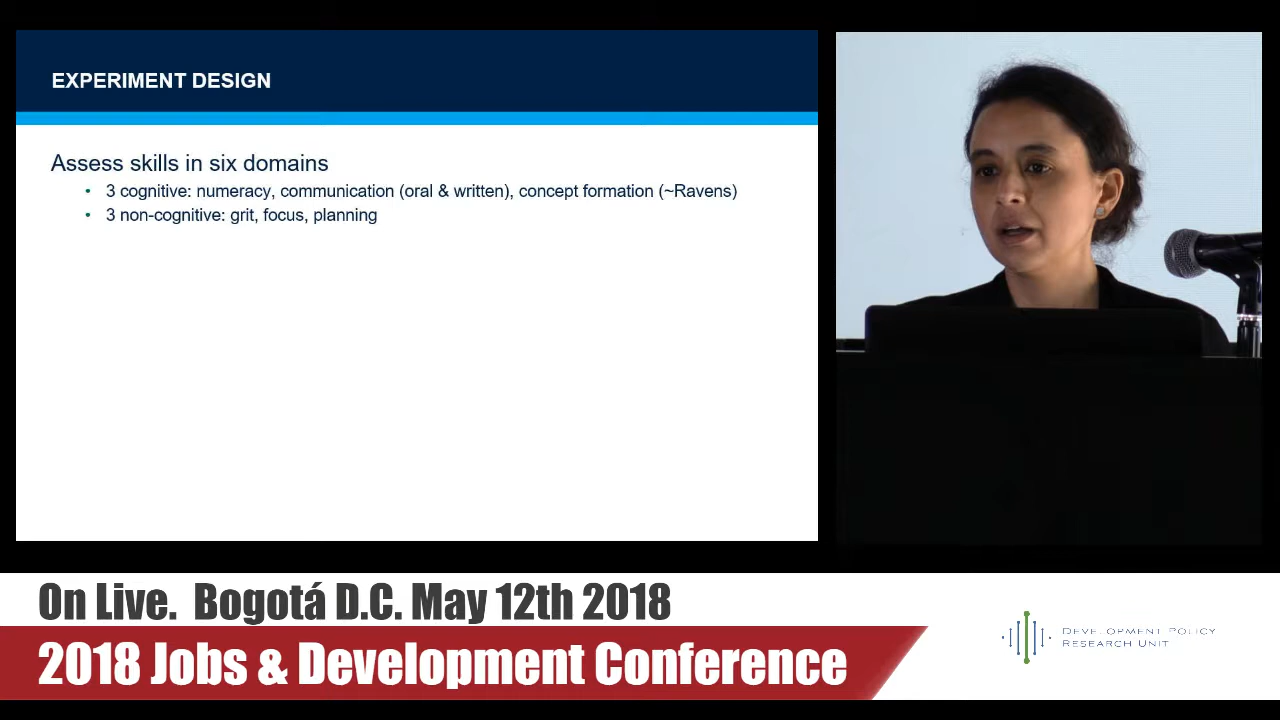 EXPERIMENT DESIGN
Assess skills in six domains
• 3 cognitive: numeracy, communication (oral & written), concept formation (~Ravens)
• 3 non-cognitive: grit, focus, planning
On Live. Bogotá D.C. May 12th 2018
2018 Jobs & Development Conference
DEVELOPMENT POLICY
RESEARCH UNIT